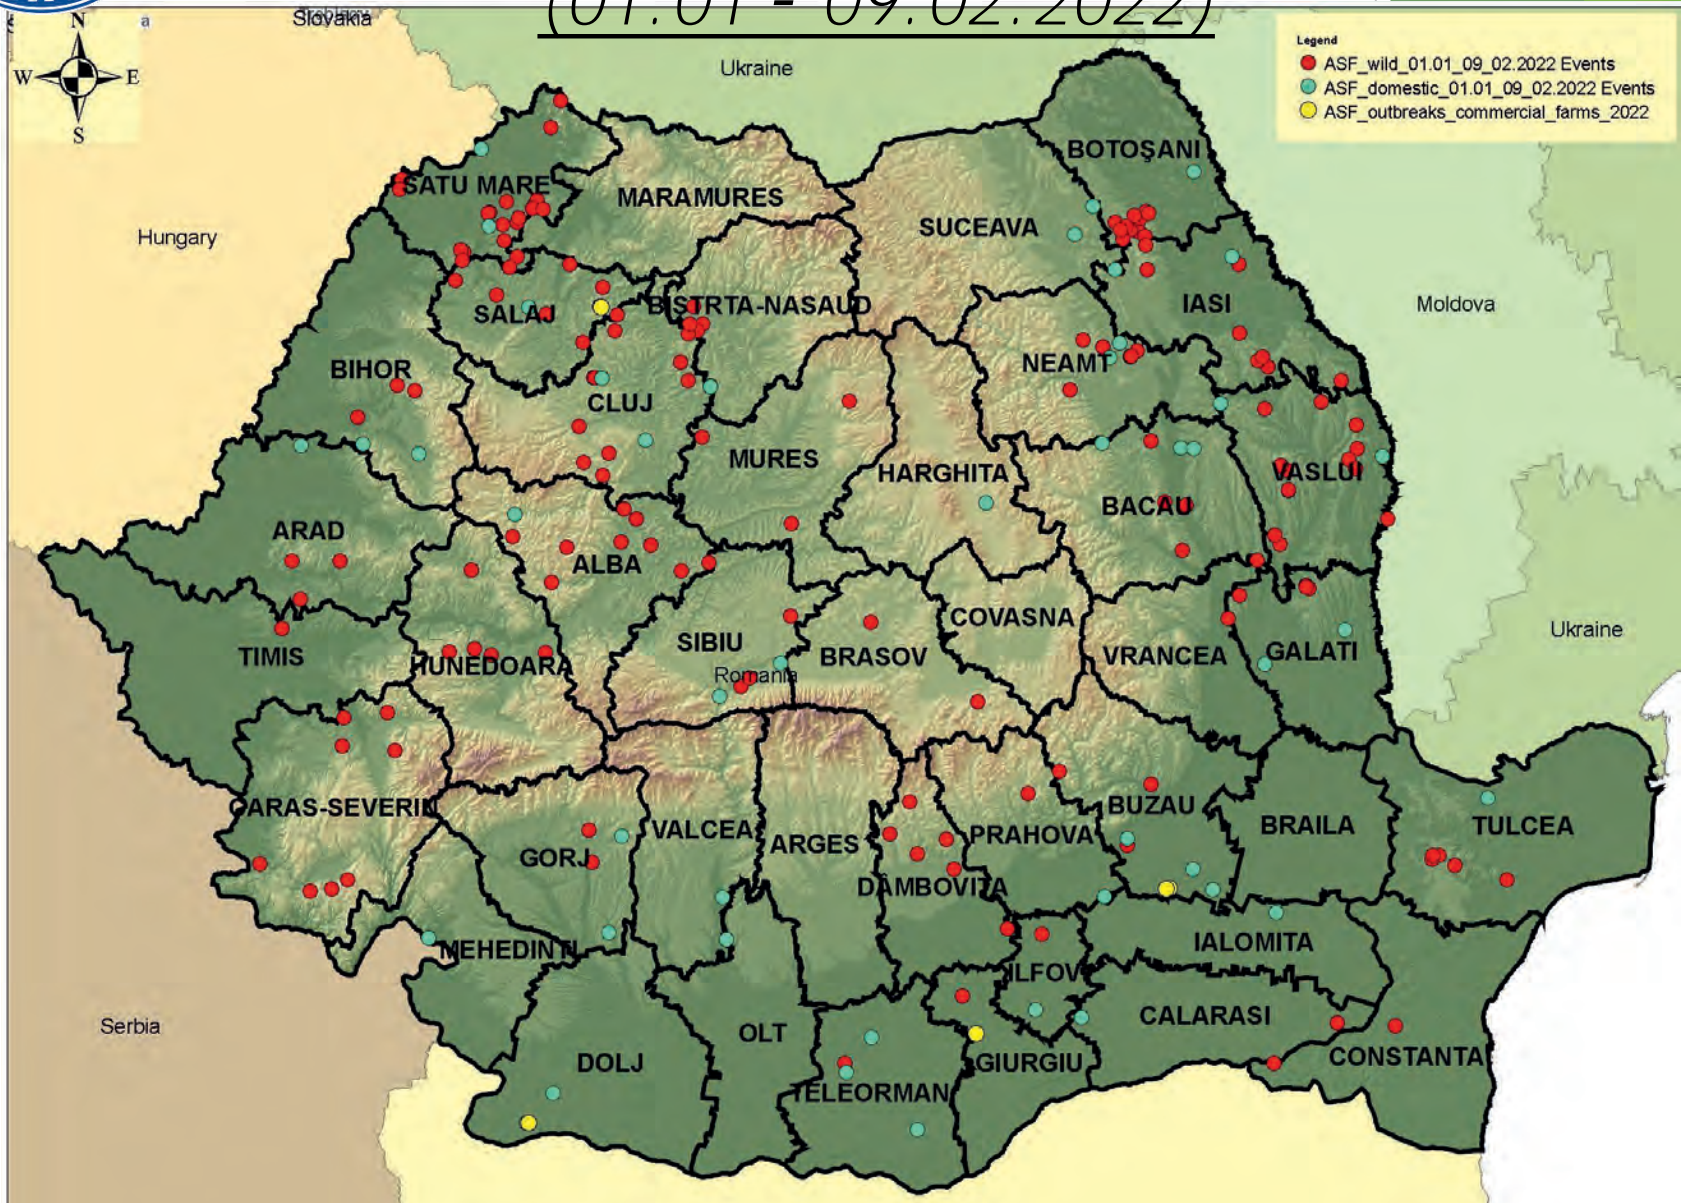 (01.01 - 09.02.2022)
Slovakia
N
W E
S
Ukraine
Legend
ASF_wild_01.01_09_02.2022 Events
ASF_domestic_01.01_09_02.2022 Events
ASF_outbreaks_commercial_farms_2022
BOTOŞANI
SATU MARE
MARAMURES
SUCEAVA
Hungary
IASI
Moldova
SALAJ
BISTRTA-NASAUD
NEAMT
BIHOR
CLUJ
MURES
HARGHITA
VASLUI
BACAU
ARAD
ALBA
COVASNA
Ukraine
SIBIU
TIMIS
HUNEDOARA
BRASOV
VRANCEA
GALATI
Romania
CARAS-SEVERIN
BUZAU
VALCEA
BRAILA
TULCEA
PRAHOVA
ARGES
GORJ
DÂMBOVITA
MEHEDINTI
IALOMITA
ILFOV
CALARASI
Serbia
OLT
DOLJ
GIURGIU
CONSTANTA
TELEORMAN